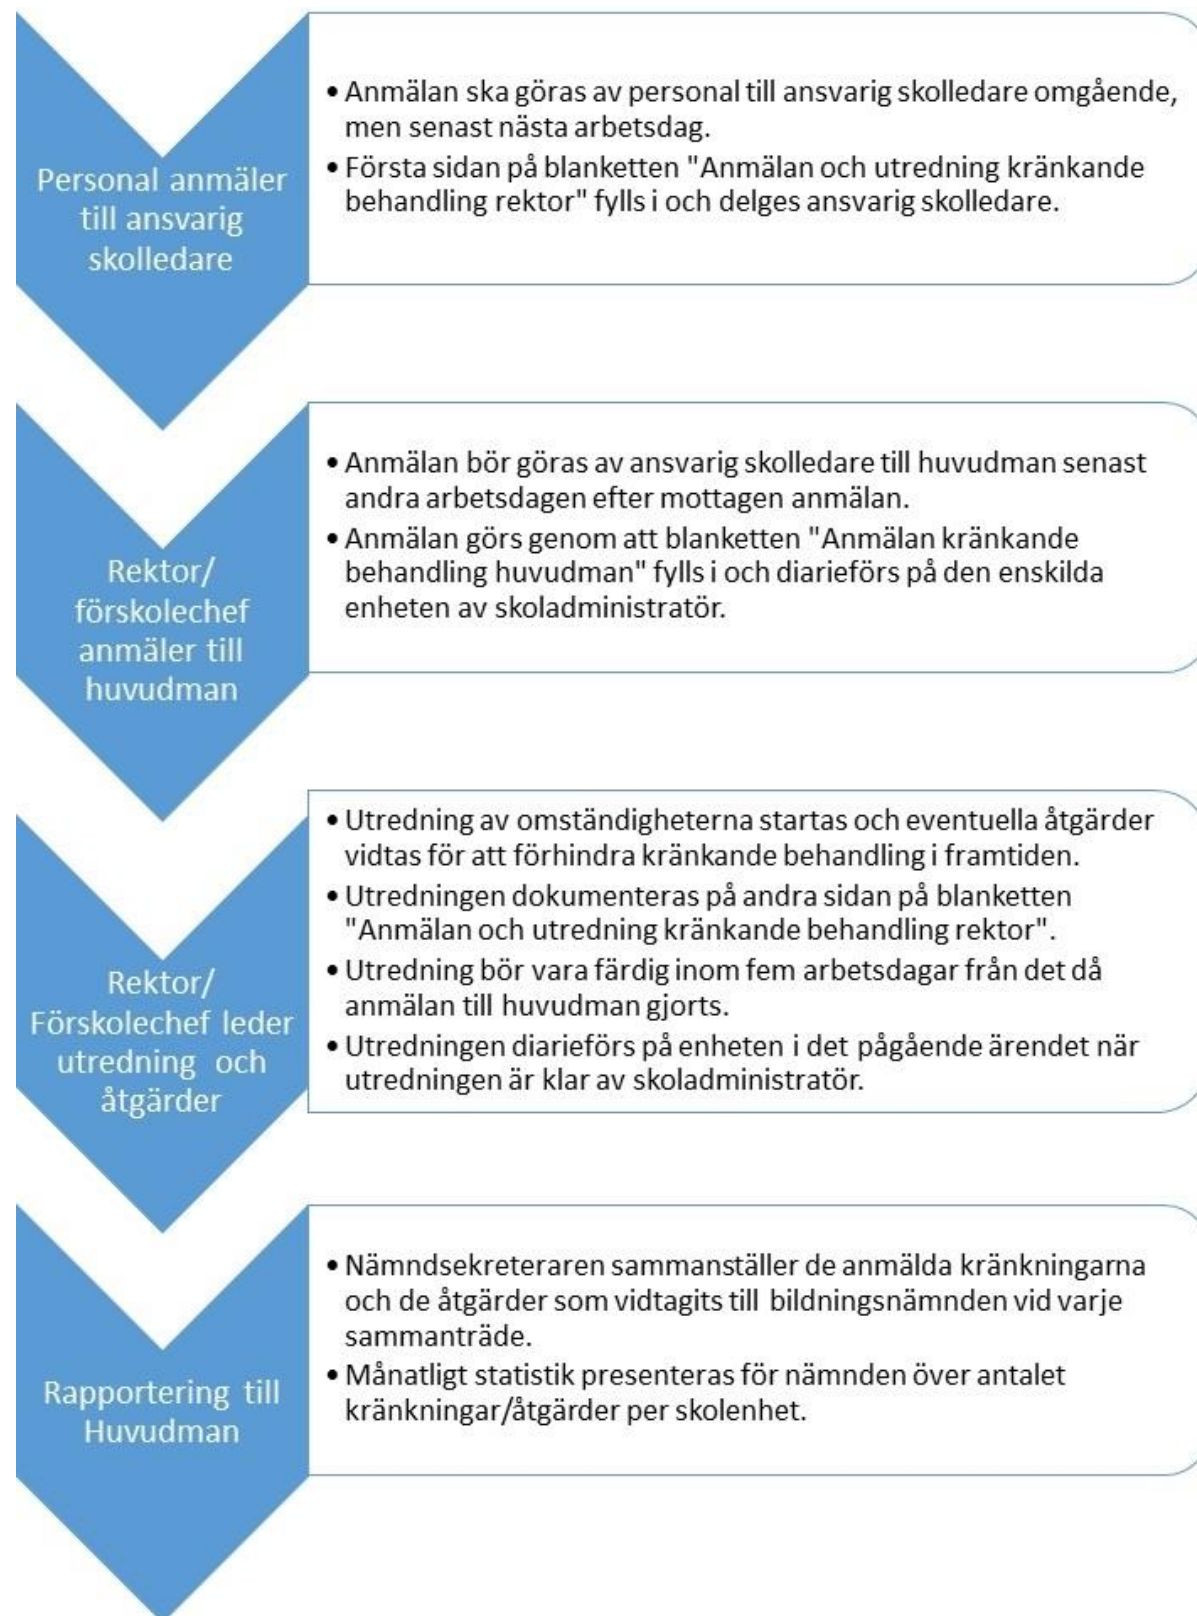 Personal anmäler
till ansvarig
skolledare
• Anmälan ska göras av personal till ansvarig skolledare omgående,
men senast nästa arbetsdag.
• Första sidan på blanketten "Anmälan och utredning kränkande
behandling rektor" fylls i och delges ansvarig skolledare.
Rektor/
förskolechef
anmäler till
huvudman
• Anmälan bör göras av ansvarig skolledare till huvudman senast
andra arbetsdagen efter mottagen anmälan.
• Anmälan görs genom att blanketten "Anmälan kränkande
behandling huvudman" fylls i och diarieförs på den enskilda
enheten av skoladministratör.
Rektor/
Förskolechef leder
utredning och
åtgärder
• Utredning av omständigheterna startas och eventuella åtgärder
vidtas för att förhindra kränkande behandling i framtiden.
• Utredningen dokumenteras på andra sidan på blanketten
"Anmälan och utredning kränkande behandling rektor".
• Utredning bör vara färdig inom fem arbetsdagar från det då
anmälan till huvudman gjorts.
• Utredningen diarieförs på enheten i det pågående ärendet när
utredningen är klar av skoladministratör.
Rapportering till
Huvudman
• Nämndsekreteraren sammanställer de anmälda kränkningarna
och de åtgärder som vidtagits till bildningsnämnden vid varje
sammanträde.
• Månatligt statistik presenteras för nämnden över antalet
kränkningar/åtgärder per skolenhet.